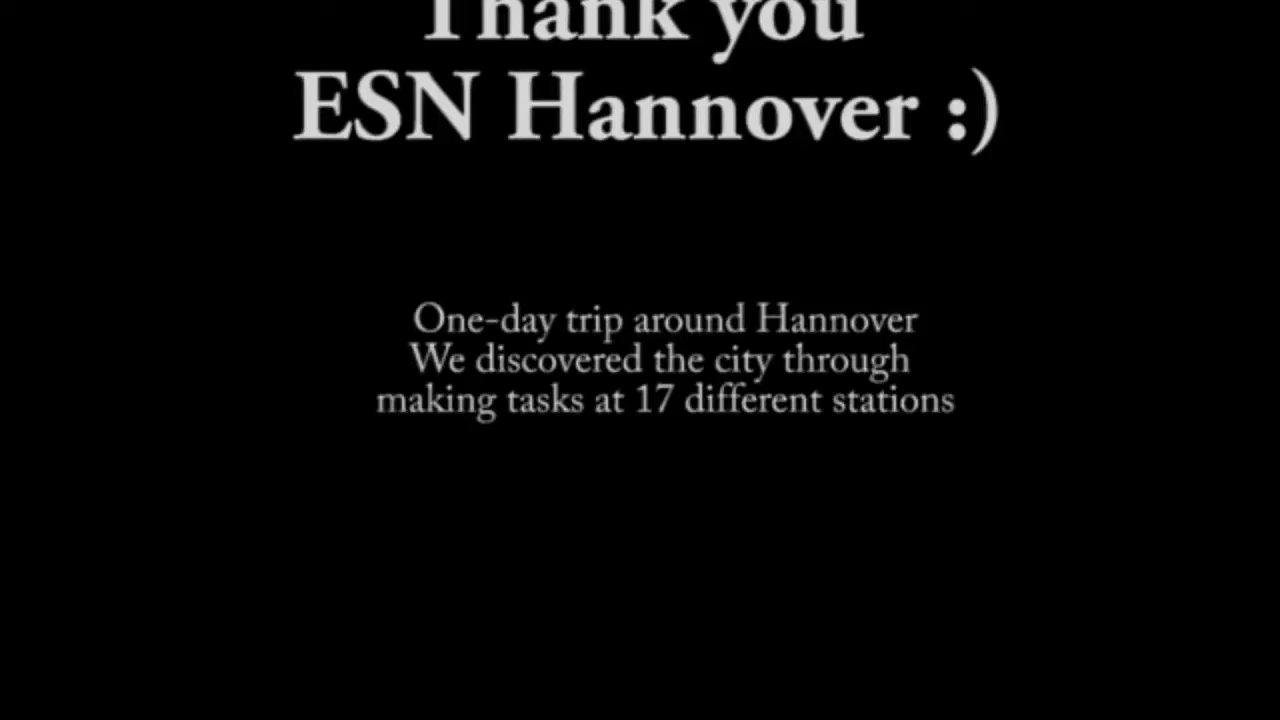 Thank you
ESN Hannover :)
One-day trip around Hannover
We discovered the city through
making tasks at 17 different stations